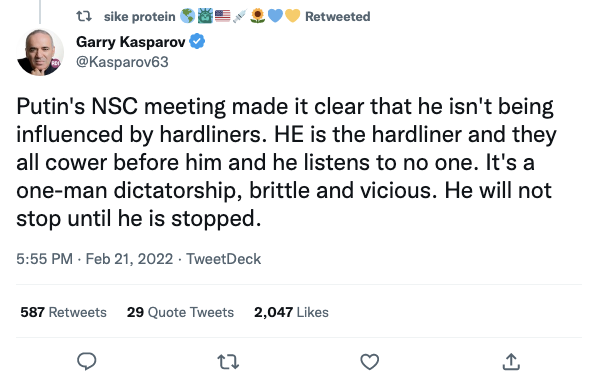 sike protein 🌎🗽🇺🇸💉🌻💙💛 Retweeted
Garry Kasparov
@Kasparov63
Putin's NSC meeting made it clear that he isn't being
influenced by hardliners. HE is the hardliner and they
all cower before him and he listens to no one. It's a
one-man dictatorship, brittle and vicious. He will not
stop until he is stopped.
5:55 PM · Feb 21, 2022 · TweetDeck
587 Retweets 29 Quote Tweets 2,047 Likes